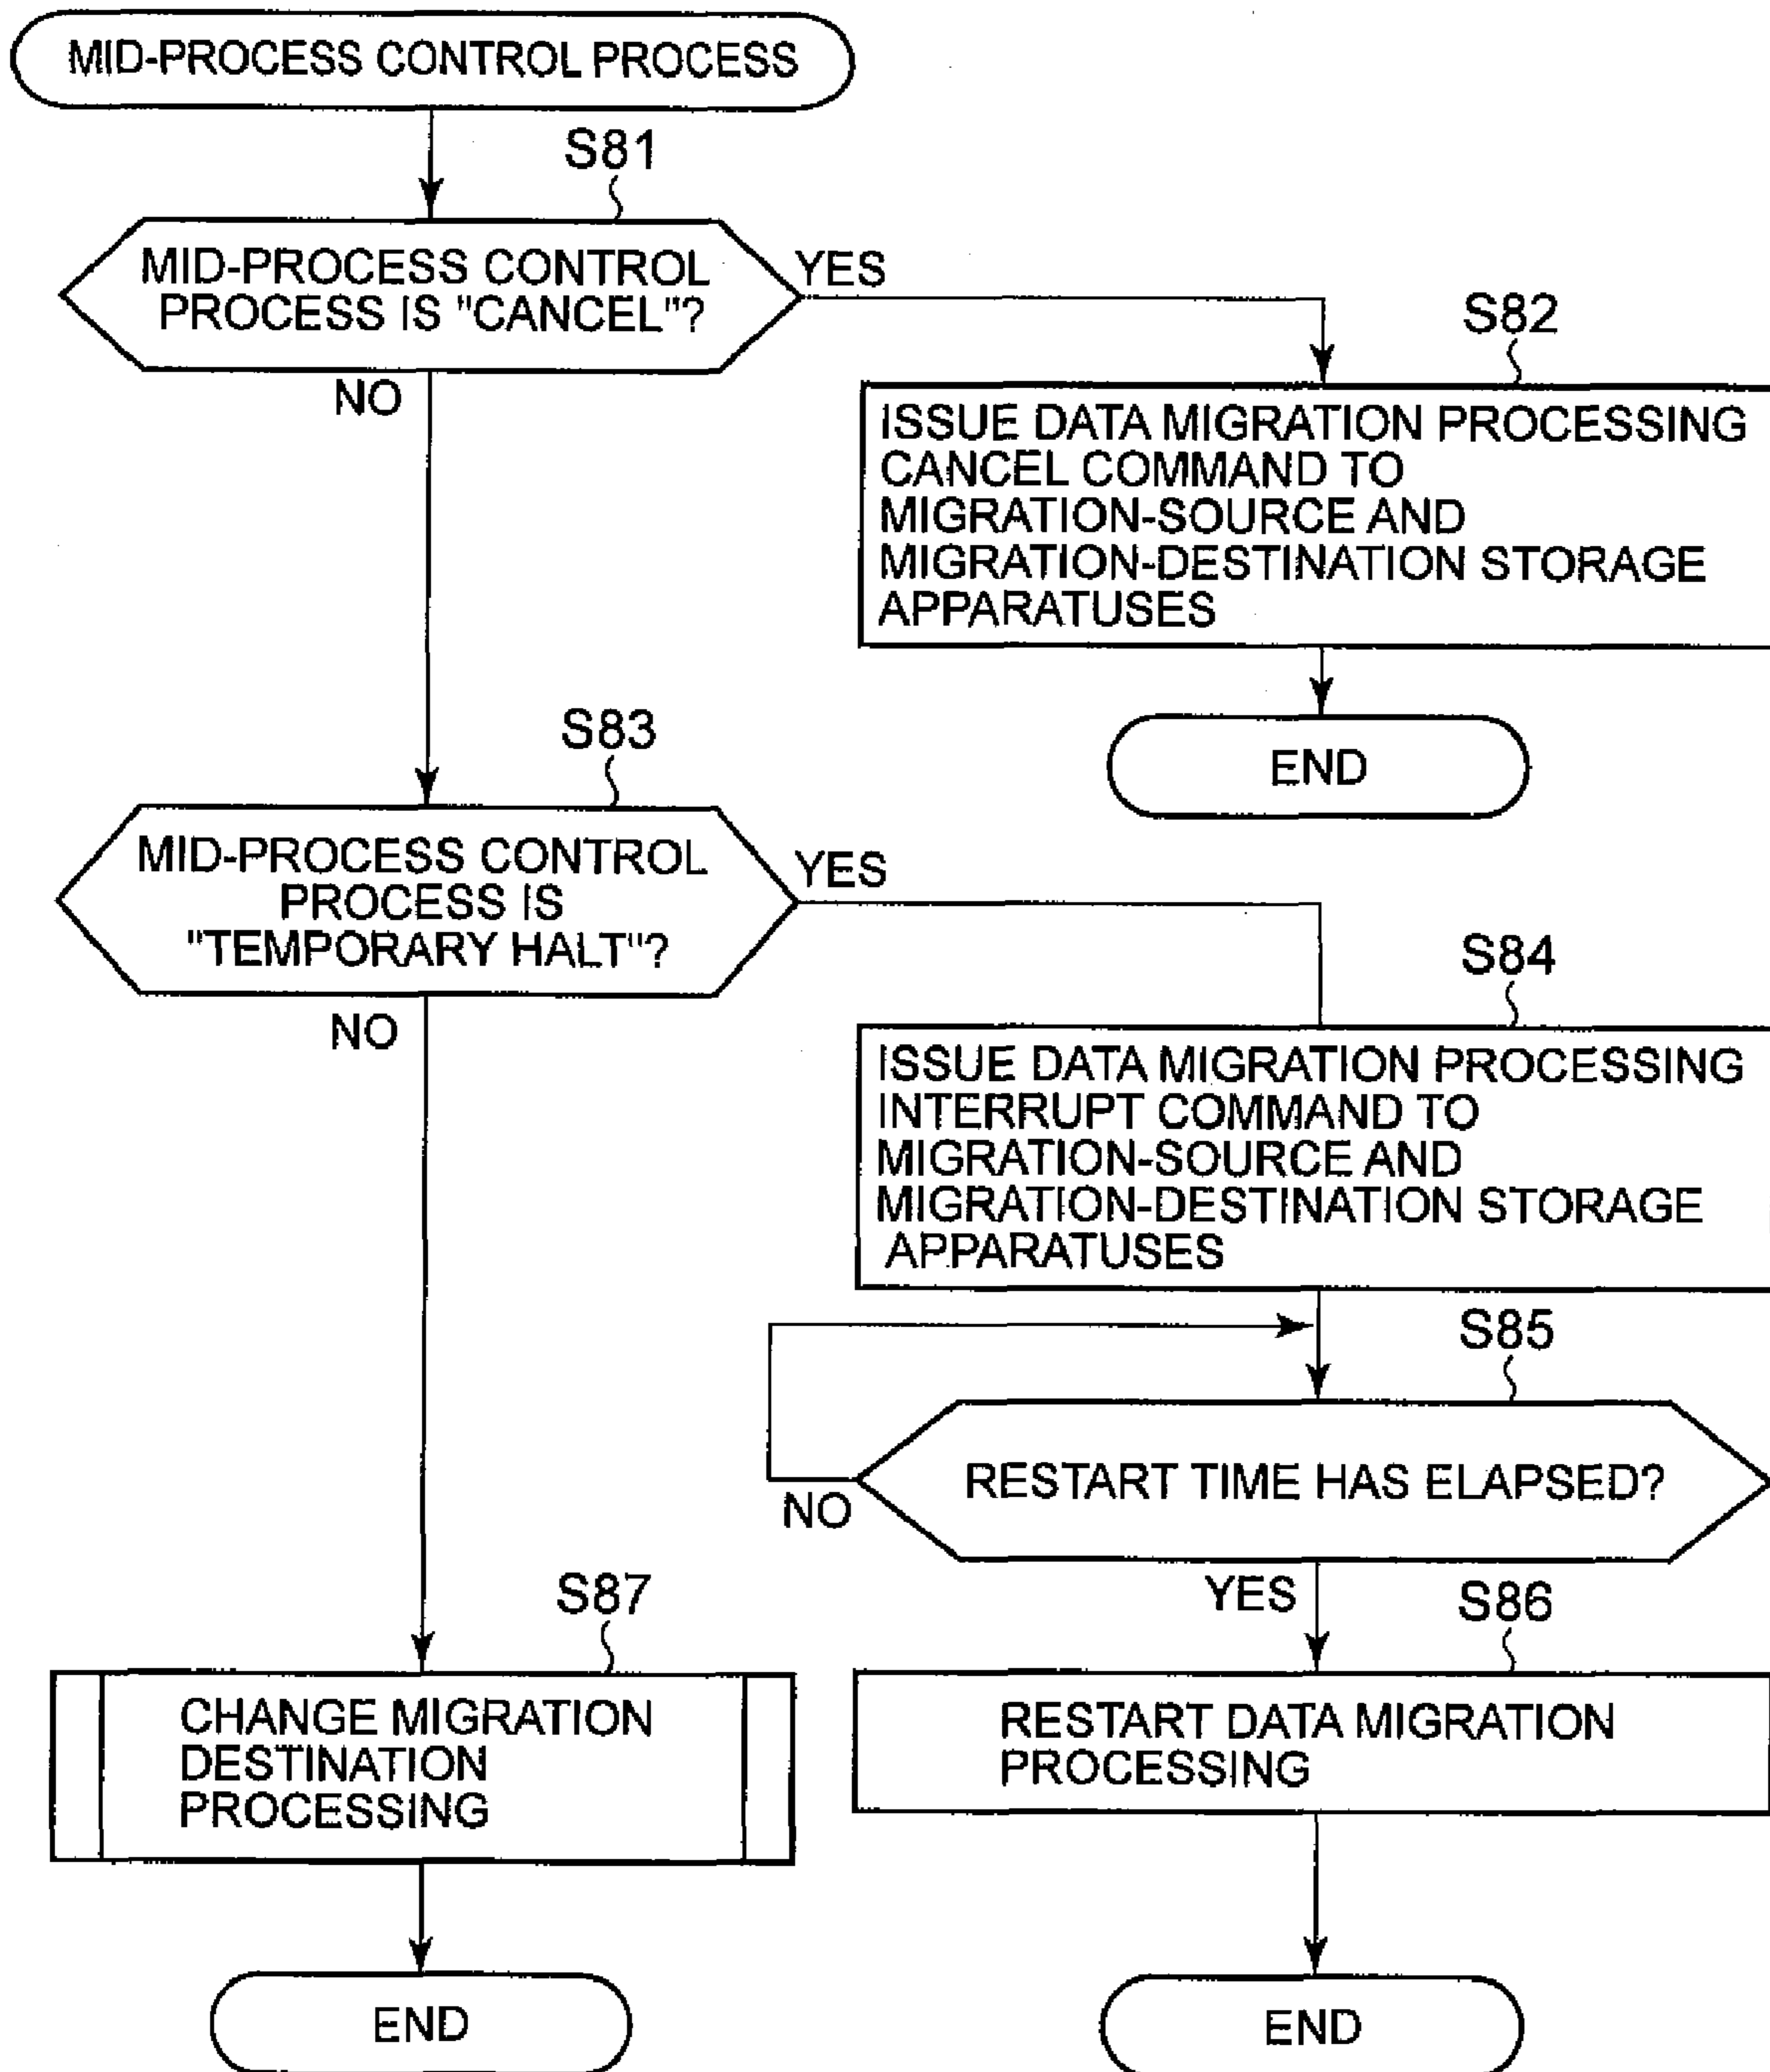 MID-PROCESS CONTROL PROCESS
S81
MID-PROCESS CONTROL
PROCESS IS "CANCEL"?
YES
NO
S82
ISSUE DATA MIGRATION PROCESSING
CANCEL COMMAND TO
MIGRATION-SOURCE AND
MIGRATION-DESTINATION STORAGE
APPARATUSES
END
S83
MID-PROCESS CONTROL
PROCESS IS
"TEMPORARY HALT"?
YES
NO
S84
ISSUE DATA MIGRATION PROCESSING
INTERRUPT COMMAND TO
MIGRATION-SOURCE AND
MIGRATION-DESTINATION STORAGE
APPARATUSES
S85
RESTART TIME HAS ELAPSED?
NO
YES
S86
RESTART DATA MIGRATION
PROCESSING
END
S87
CHANGE MIGRATION
DESTINATION
PROCESSING
END